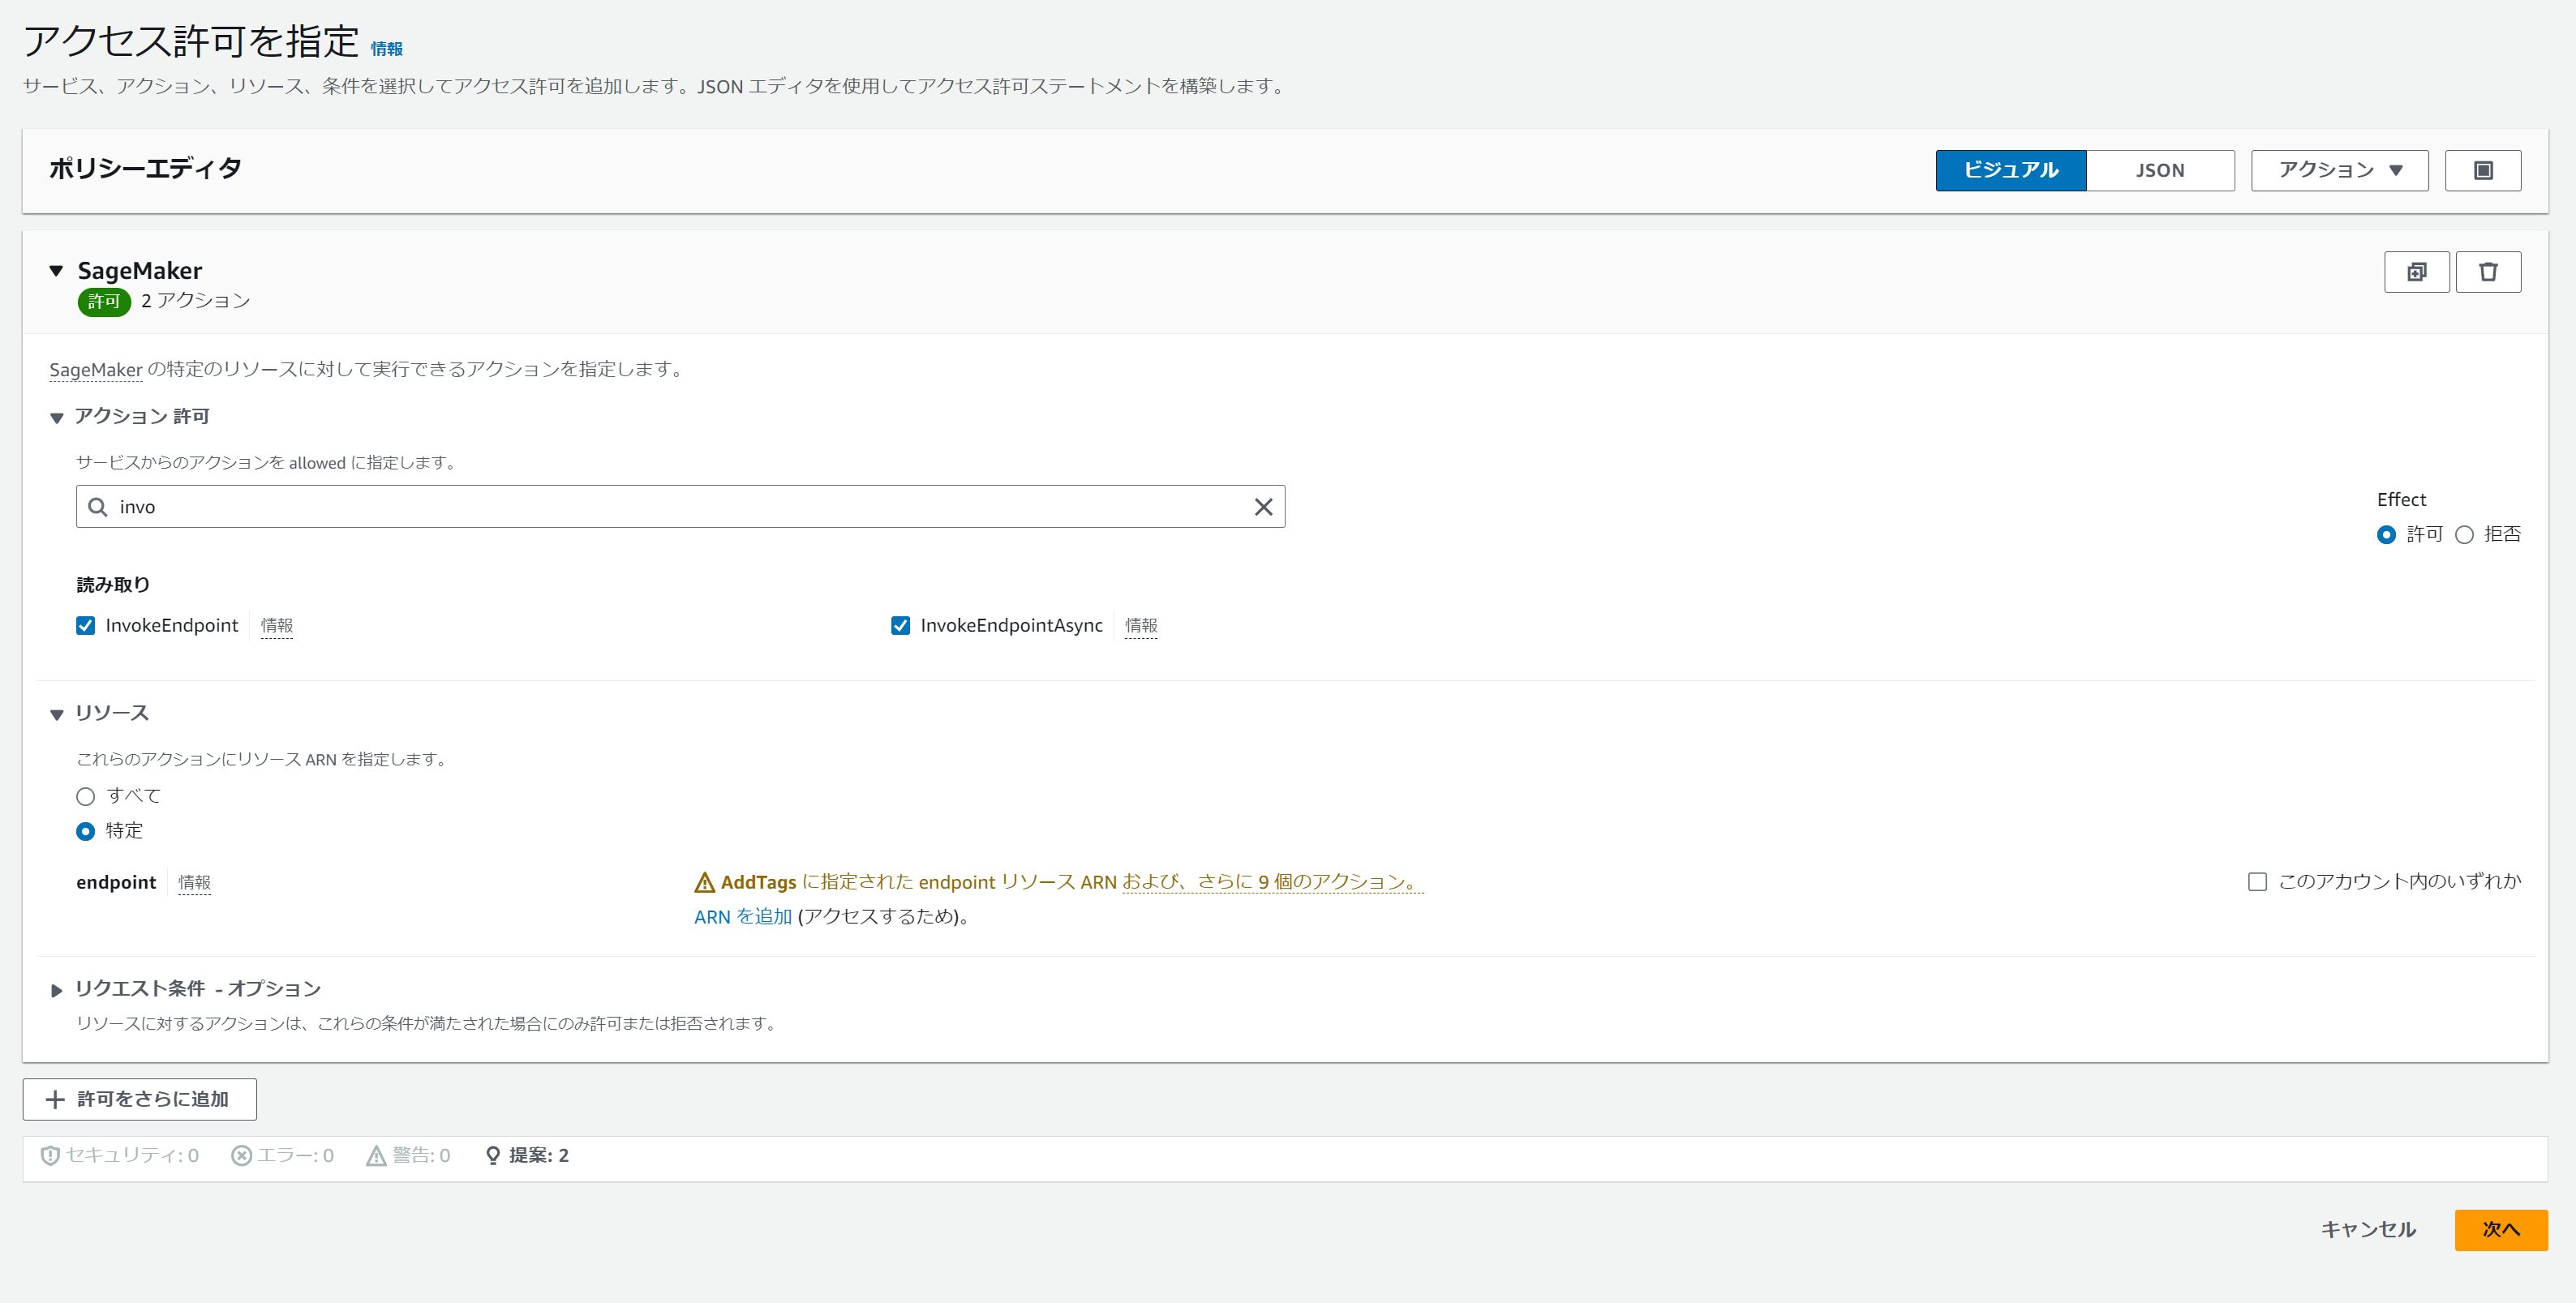 アクセス許可を指定 情報
サービス、アクション、リソース、条件を選択してアクセス許可を追加します。JSON エディタを使用してアクセス許可ステートメントを構築します。
ポリシーエディタ
ビジュアル JSON アクション
SageMaker
許可 2 アクション
SageMaker の特定のリソースに対して実行できるアクションを指定します。
アクション 許可
サービスからのアクションを allowed に指定します。
invo
Effect
許可 拒否
読み取り
InvokeEndpoint 情報 InvokeEndpointAsync 情報
リソース
これらのアクションにリソース ARN を指定します。
すべて
特定
endpoint 情報 AddTags に指定された endpoint リソース ARN および、さらに 9 個のアクション。 このアカウント内のいずれか
ARN を追加 (アクセスするため)。
リクエスト条件 - オプション
リソースに対するアクションは、これらの条件が満たされた場合にのみ許可または拒否されます。
許可をさらに追加
セキュリティ: 0 エラー: 0 警告: 0 提案: 2
キャンセル 次へ